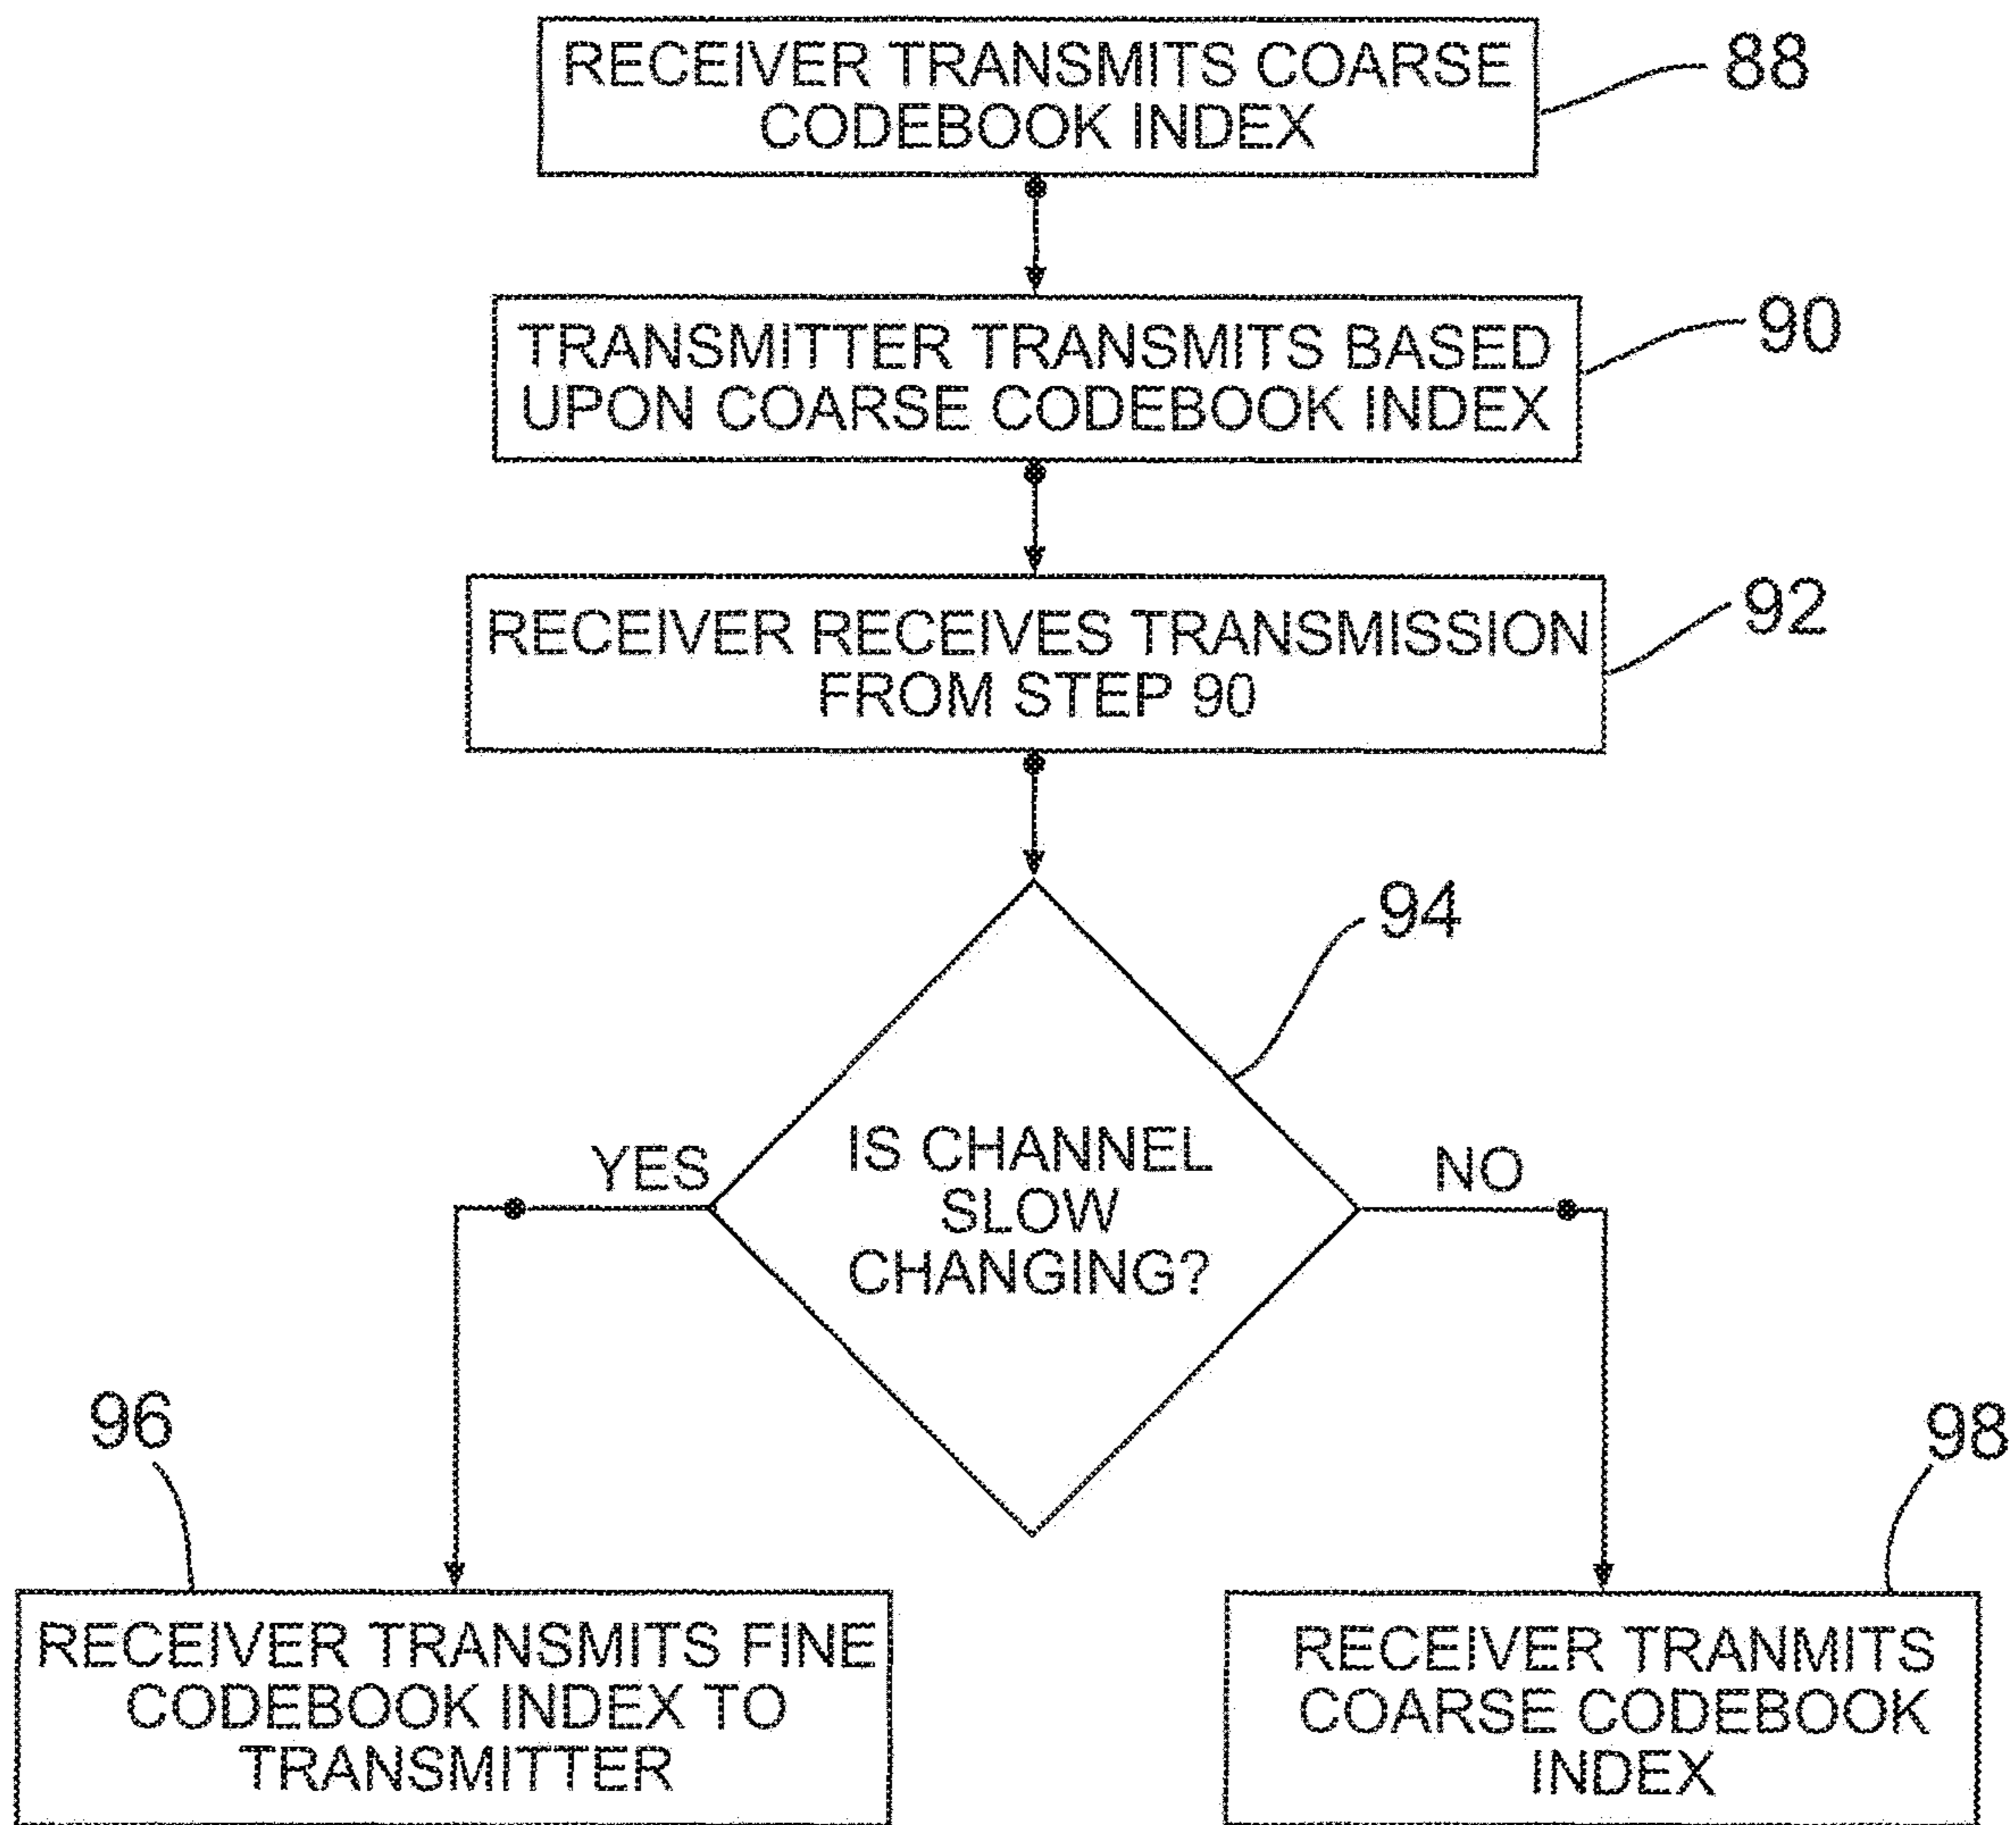 RECEIVER TRANSMITS COARSE
CODEBOOK INDEX
88
TRANSMITTER TRANSMITS BASED
UPON COARSE CODEBOOK INDEX
90
RECEIVER RECEIVES TRANSMISSION
FROM STEP 90
92
94
IS CHANNEL
SLOW
CHANGING?
YES
NO
96
98
RECEIVER TRANSMITS FINE
CODEBOOK INDEX TO
TRANSMITTER
RECEIVER TRANMITS
COARSE CODEBOOK
INDEX